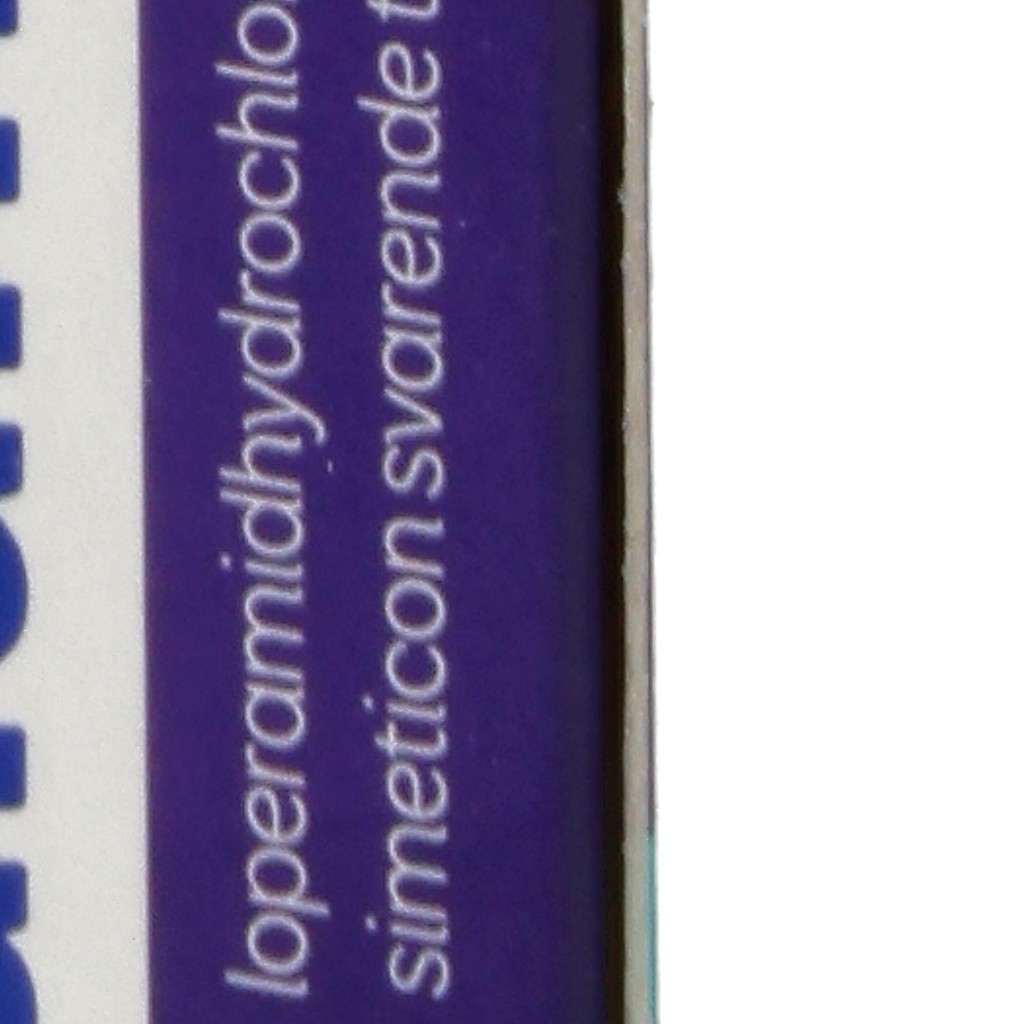 loperamidhydrochlo
simeticon svarende t